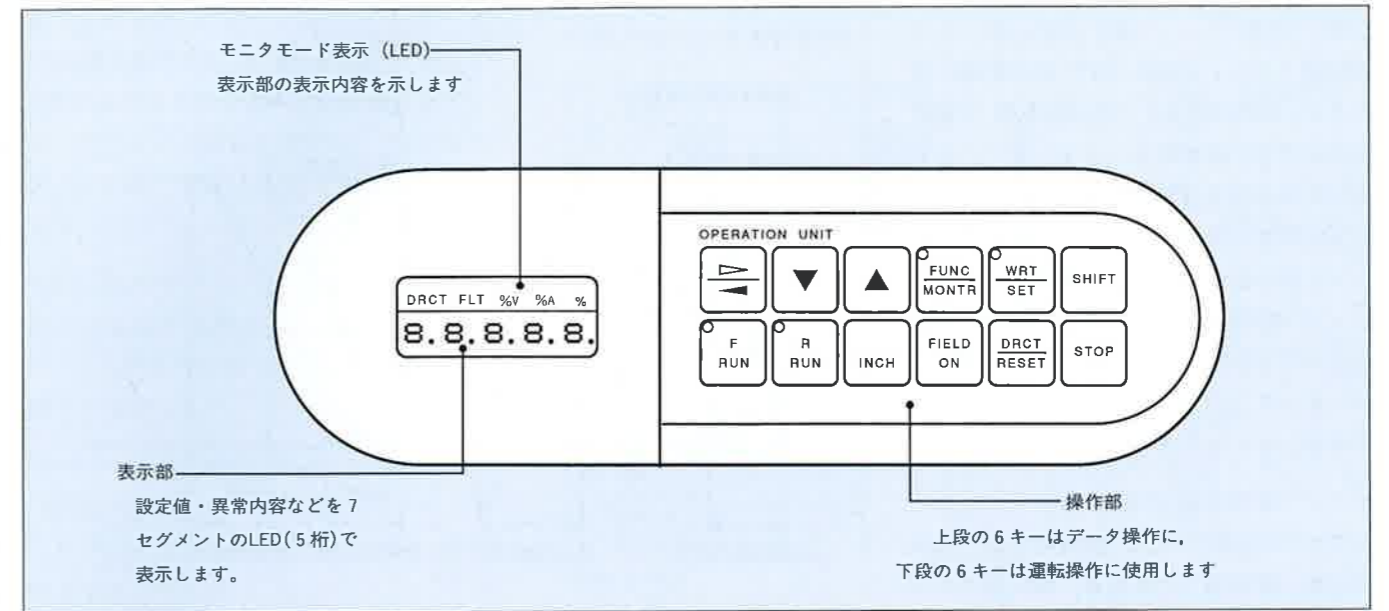 モニタモード表示 (LED)
表示部の表示内容を示します
OPERATION UNIT
FUNC
MONTR
WRT
SET
SHIFT
DRCT FLT %V %A %
8.8.8.8.8.
F
RUN
R
RUN
INCH
FIELD
ON
DRCT
RESET
STOP
表示部
設定値・異常内容などを7
セグメントのLED(5桁)で
表示します。
操作部
上段の6キーはデータ操作に,
下段の6キーは運転操作に使用します